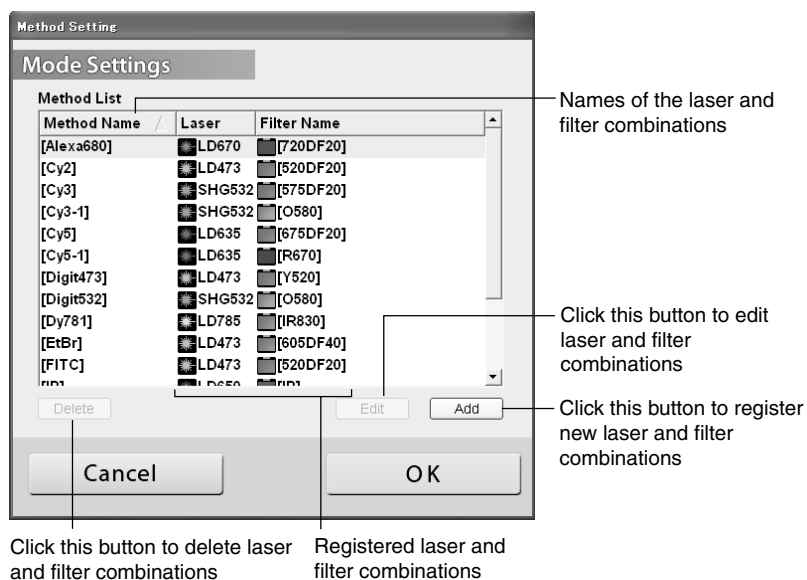 Method Setting
Mode Settings
Method List
Method Name Laser Filter Name
[Alexa680] LD670 [720DF20]
[Cy2] LD473 [520DF20]
[Cy3] SHG532 [575DF20]
[Cy3-1] SHG532 [O580]
[Cy5] LD635 [675DF20]
[Cy5-1] LD635 [R670]
[Digit473] LD473 [Y520]
[Digit532] SHG532 [O580]
[Dy781] LD785 [IR830]
[EtBr] LD473 [605DF40]
[FITC] LD473 [520DF20]
Delete Edit Add
Cancel OK
Names of the laser and
filter combinations
Click this button to edit
laser and filter
combinations
Click this button to register
new laser and filter
combinations
Click this button to delete laser
and filter combinations
Registered laser and
filter combinations